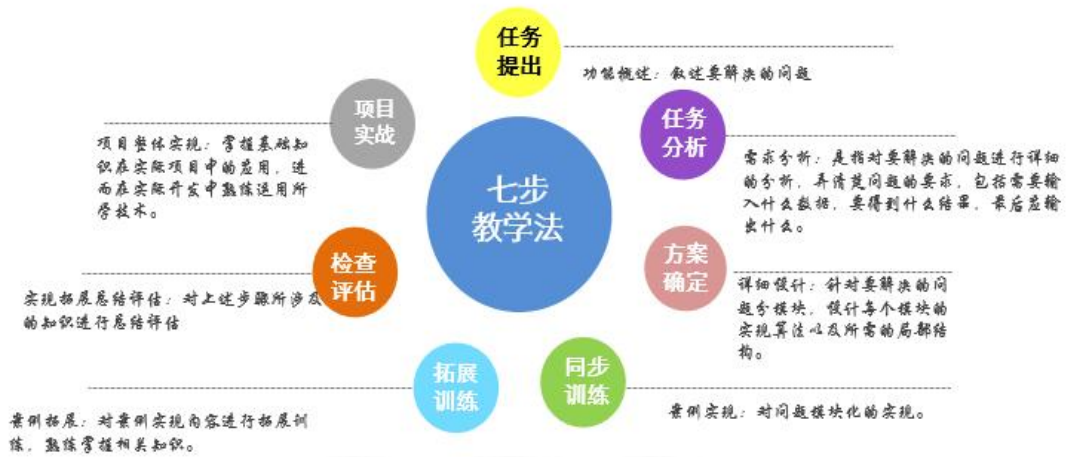 任务
提出
功能概述：叙述要解决的问题
任务
分析
需求分析：是指对要解决的问题进行详细
的分析，弄清楚问题的要求，包括需要输
入什么数据，要得到什么结果，最后应输
出什么。
方案
确定
详细设计：针对要解决的问
题分模块，设计每个模块的
实现算法以及所需的局部结
构。
同步
训练
案例实现：对问题模块化的实现。
拓展
训练
案例拓展：对案例实现内容进行拓展训
练，熟练掌握相关知识。
检查
评估
实现拓展总结评估：对上述步骤所涉及
的知识进行总结评估
项目
实战
项目整体实现：掌握基础知
识在实际项目中的应用，进
而在实际开发中熟练运用所
学技术。
七步
教学法